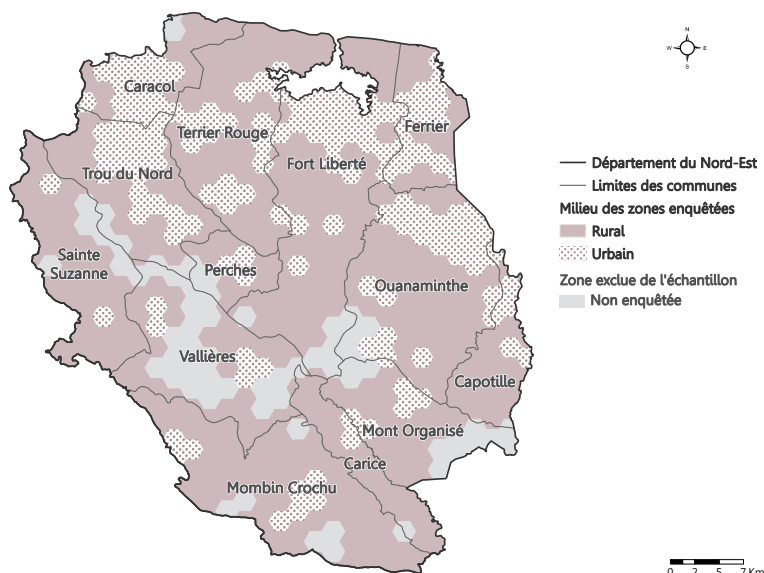 N
W E
S
Caracol
Terrier Rouge
Ferrier
Fort Liberté
Trou du Nord
Sainte
Suzanne
Perches
Ouanaminthe
Vallières
Capotille
Mont Organisé
Carice
Mombin Crochu
Département du Nord-Est
Limites des communes
Milieu des zones enquêtées
Rural
Urbain
Zone exclue de l'échantillon
Non enquêtée
0 2 5 7 Km